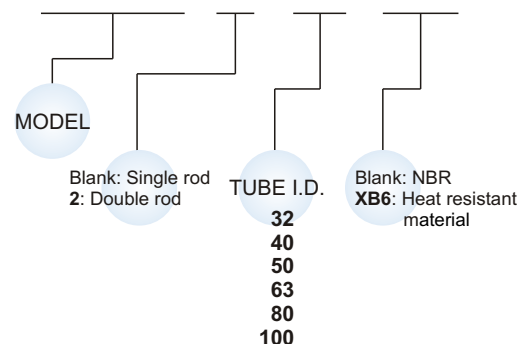 MODEL
Blank: Single rod
2: Double rod
TUBE I.D.
32
40
50
63
80
100
Blank: NBR
XB6: Heat resistant
material